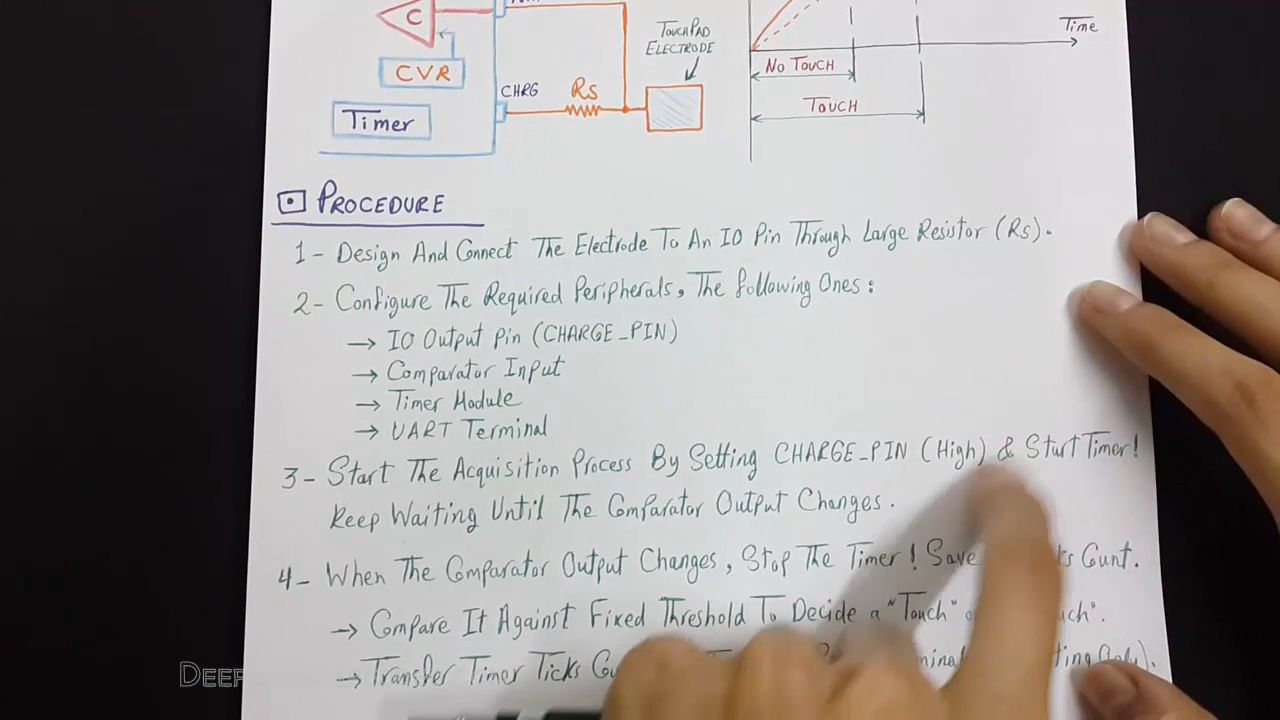 C
CVR
Timer
CHRG
Rs
TOUCHPAD
ELECTRODE
Time
NO TOUCH
TOUCH
PROCEDURE
1- Design And Connect The Electrode To An IO Pin Through Large Resistor (Rs).
2- Configure The Required Peripherals, The Following Ones:
→ IO Output Pin (CHARGE_PIN)
→ Comparator Input
→ Timer Module
→ UART Terminal
3- Start The Acquisition Process By Setting CHARGE_PIN (High) & Start Timer!
Keep Waiting Until The Comparator Output Changes.
4- When The Comparator Output Changes, Stop The Timer! Save Count.
→ Compare It Against Fixed Threshold To Decide a "Touch"
→ Transfer Timer Ticks
DEEP